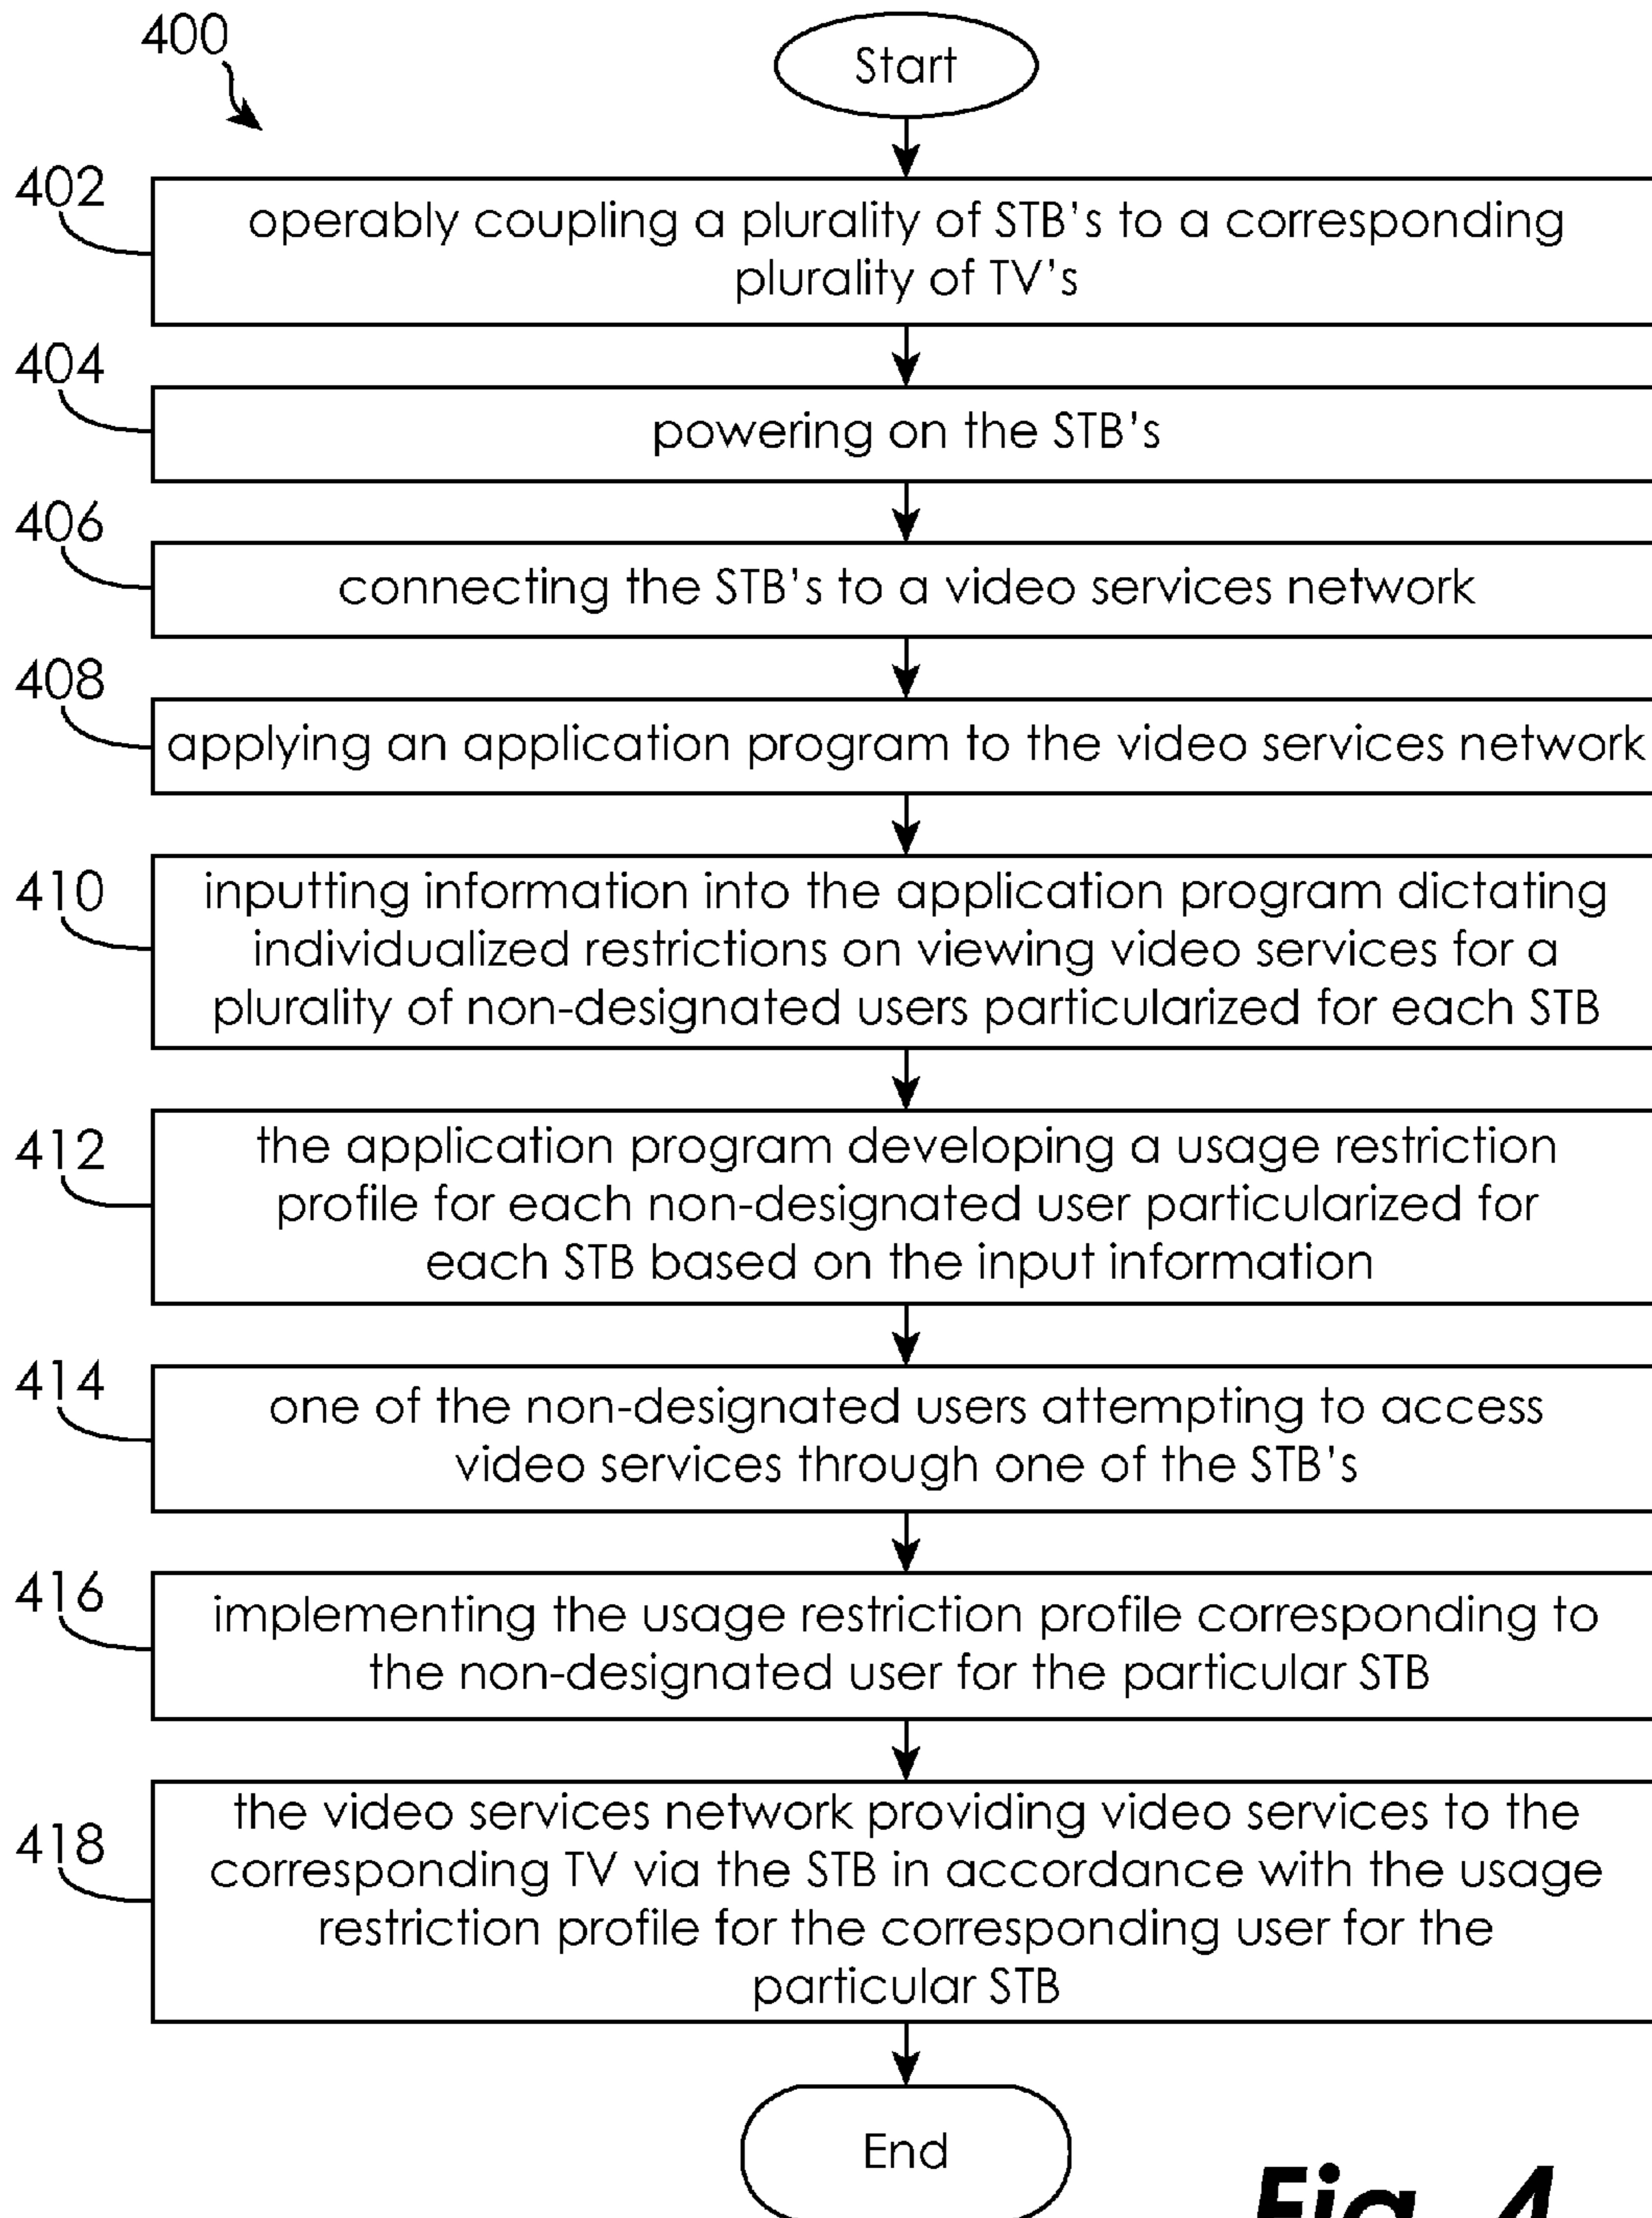 400
Start
402
operably coupling a plurality of STB's to a corresponding
plurality of TV's
404
powering on the STB's
406
connecting the STB's to a video services network
408
applying an application program to the video services network
410
inputting information into the application program dictating
individualized restrictions on viewing video services for a
plurality of non-designated users particularized for each STB
412
the application program developing a usage restriction
profile for each non-designated user particularized for
each STB based on the input information
414
one of the non-designated users attempting to access
video services through one of the STB's
416
implementing the usage restriction profile corresponding to
the non-designated user for the particular STB
418
the video services network providing video services to the
corresponding TV via the STB in accordance with the usage
restriction profile for the corresponding user for the
particular STB
End
Fig. 4